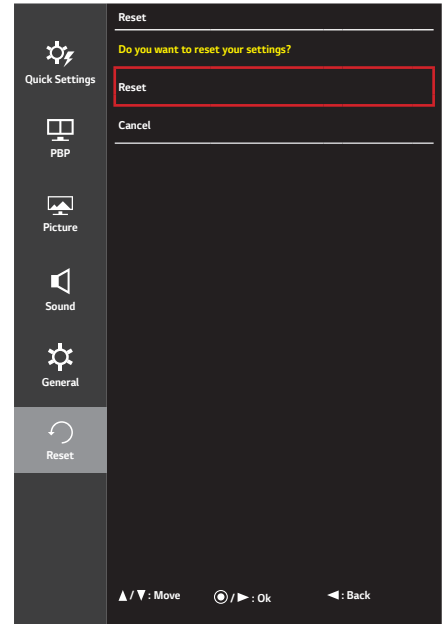 Reset
Do you want to reset your settings?
Reset
Cancel
Quick Settings
PBP
Picture
Sound
General
Reset
▲/▼: Move
◉/►: Ok
◄: Back